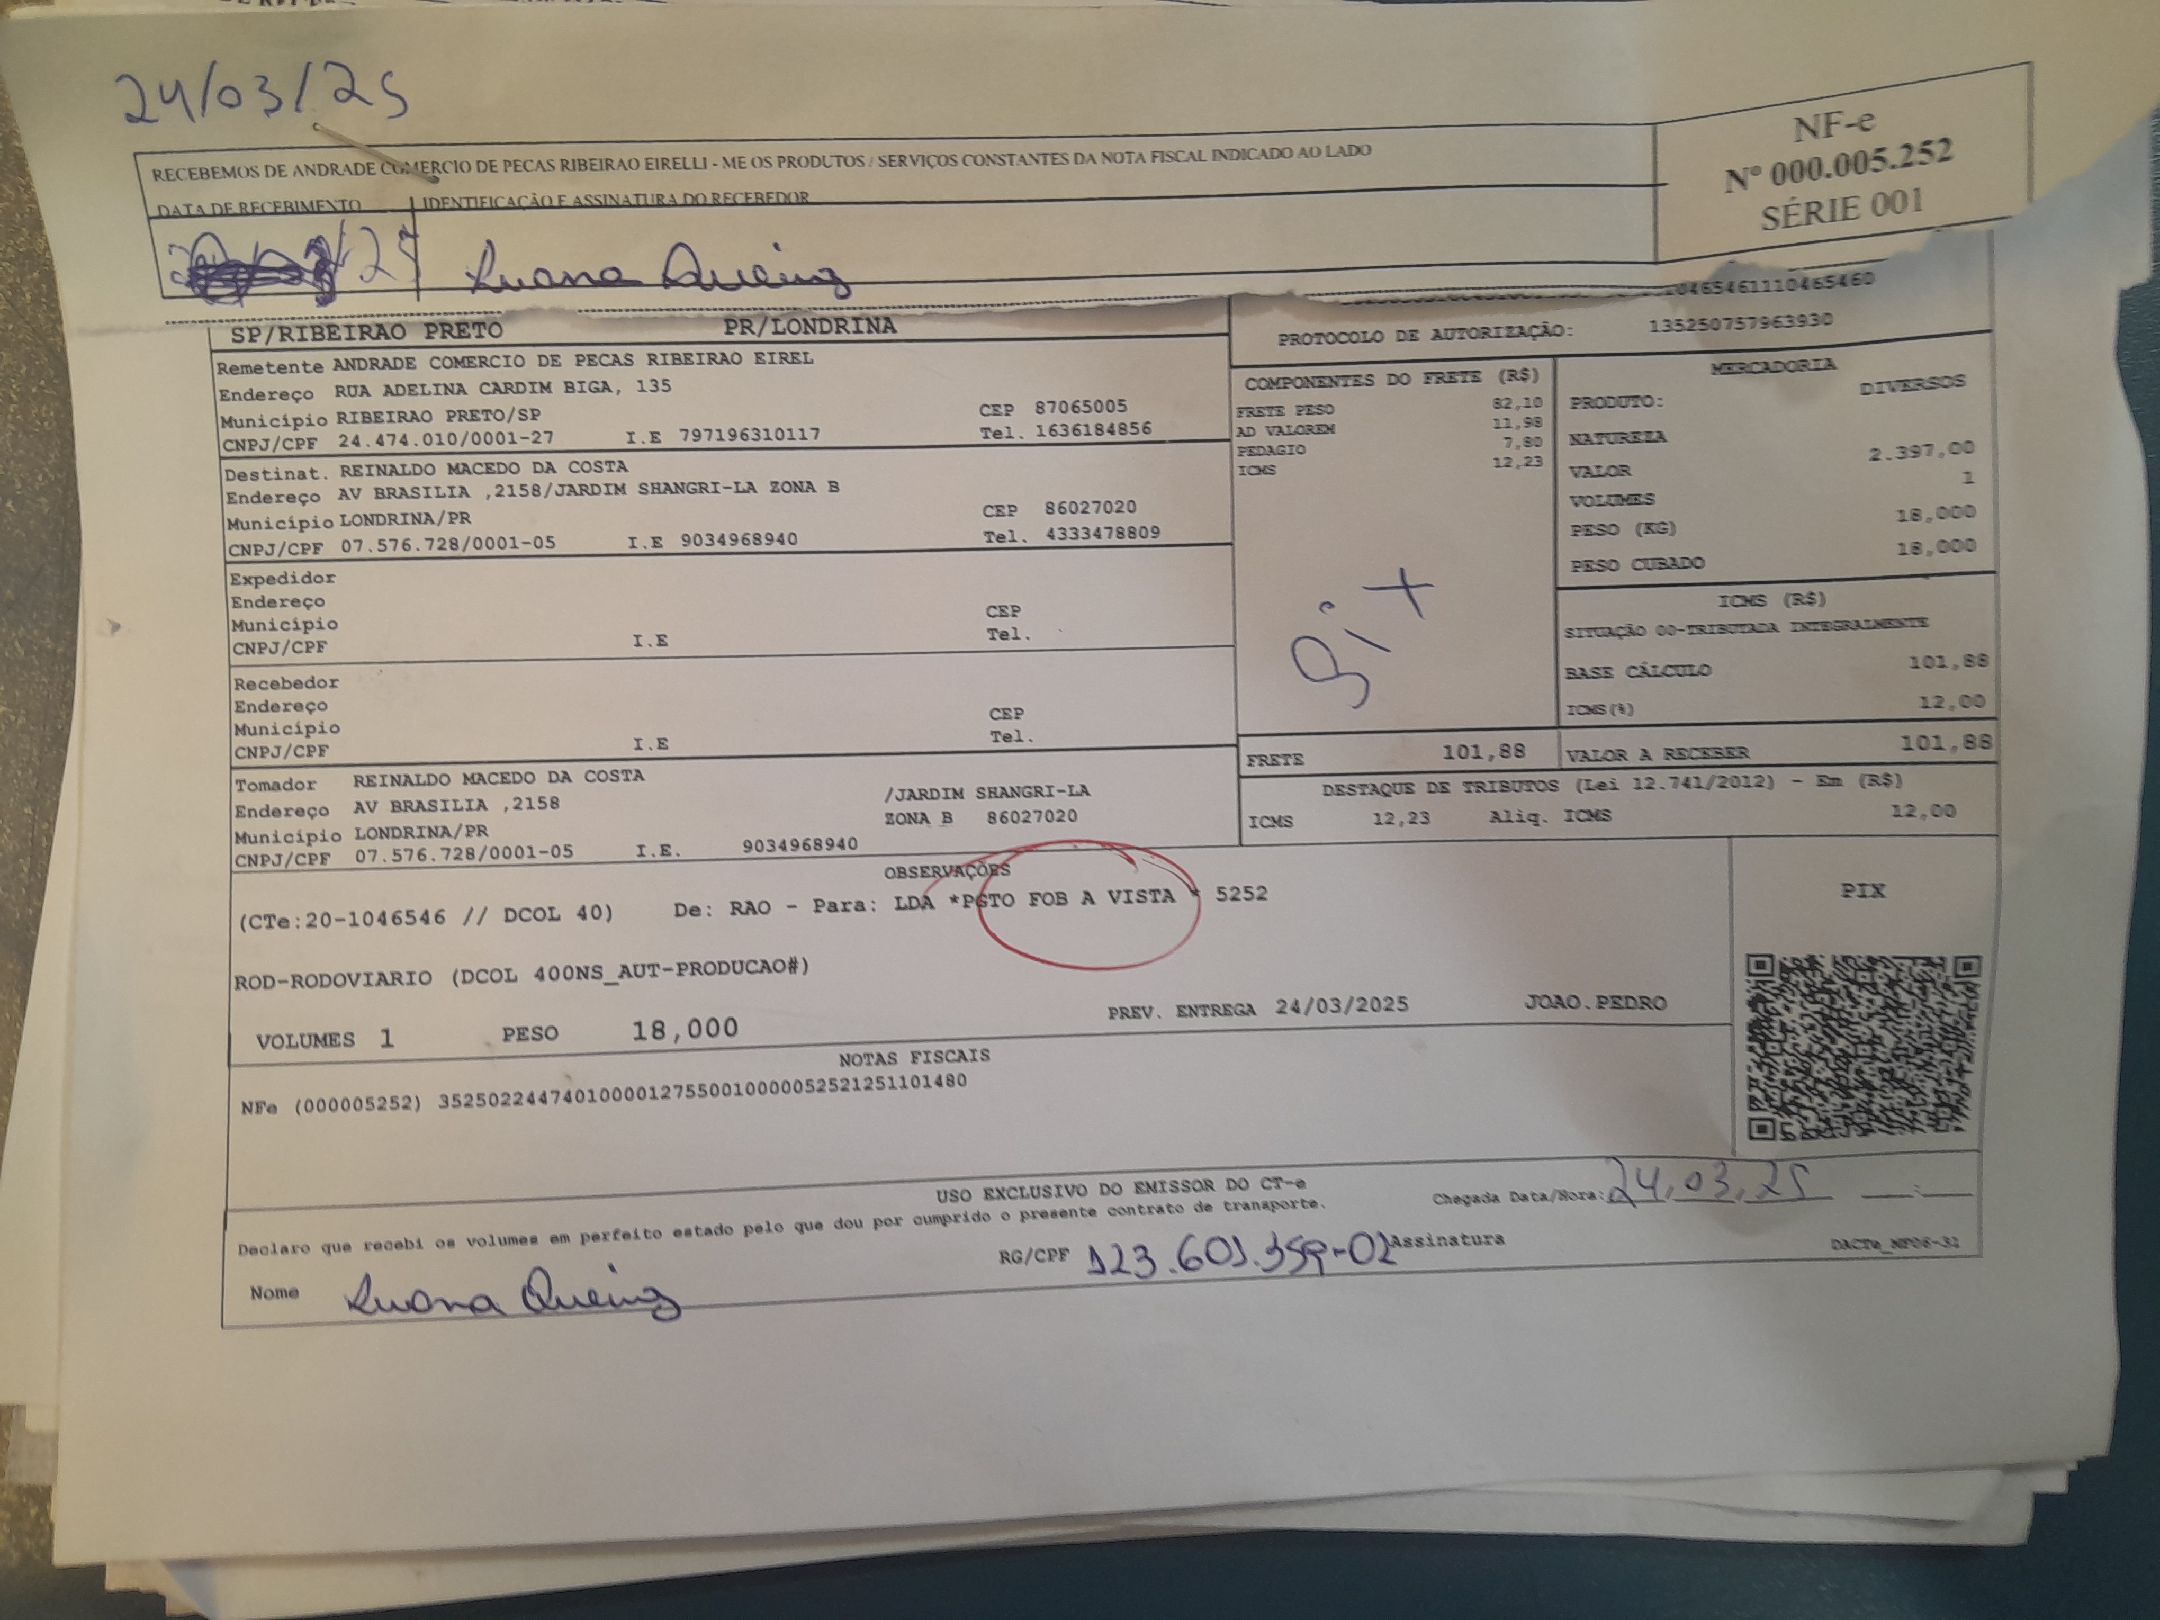 24/03/25
RECEBEMOS DE ANDRADE COMERCIO DE PECAS RIBEIRAO EIRELLI - ME OS PRODUTOS / SERVIÇOS CONSTANTES DA NOTA FISCAL INDICADO AO LADO
DATA DE RECEBIMENTO IDENTIFICAÇÃO E ASSINATURA DO RECEBEDOR
Luana Queiroz
NF-e
Nº 000.005.252
SÉRIE 001
SP/RIBEIRAO PRETO PR/LONDRINA
Remetente ANDRADE COMERCIO DE PECAS RIBEIRAO EIREL
Endereço RUA ADELINA CARDIM BIGA, 135
Município RIBEIRAO PRETO/SP CEP 87065005
CNPJ/CPF 24.474.010/0001-27 I.E 797196310117 Tel. 1636184856
Destinat. REINALDO MACEDO DA COSTA
Endereço AV BRASILIA ,2158/JARDIM SHANGRI-LA ZONA B
Município LONDRINA/PR CEP 86027020
CNPJ/CPF 07.576.728/0001-05 I.E 9034968940 Tel. 4333478809
Expedidor
Endereço
Município CEP
CNPJ/CPF I.E Tel.
Recebedor
Endereço
Município CEP
CNPJ/CPF I.E Tel.
Tomador REINALDO MACEDO DA COSTA
Endereço AV BRASILIA ,2158 /JARDIM SHANGRI-LA
Município LONDRINA/PR ZONA B 86027020
CNPJ/CPF 07.576.728/0001-05 I.E. 9034968940
PROTOCOLO DE AUTORIZAÇÃO: 135250757963930
COMPONENTES DO FRETE (R$)
FRETE PESO 82,10
AD VALOREM 11,98
PEDAGIO 7,80
ICMS 12,23
MERCADORIA
PRODUTO: DIVERSOS
NATUREZA
VALOR 2.397,00
VOLUMES 1
PESO (KG) 18,000
PESO CUBADO 18,000
ICMS (R$)
SITUAÇÃO 00-TRIBUTADA INTEGRALMENTE
BASE CÁLCULO 101,88
ICMS(%) 12,00
FRETE 101,88 VALOR A RECEBER 101,88
DESTAQUE DE TRIBUTOS (Lei 12.741/2012) - Em (R$)
ICMS 12,23 Aliq. ICMS 12,00
OBSERVAÇÕES
(CTe:20-1046546 // DCOL 40) De: RAO - Para: LDA *PGTO FOB A VISTA * 5252
ROD-RODOVIARIO (DCOL 400NS_AUT-PRODUCAO#)
VOLUMES 1 PESO 18,000 PREV. ENTREGA 24/03/2025 JOAO.PEDRO
PIX
NOTAS FISCAIS
NFe (000005252) 35250224474010000127550010000052521251101480
USO EXCLUSIVO DO EMISSOR DO CT-e
Declaro que recebi os volumes em perfeito estado pelo que dou por cumprido o presente contrato de transporte.
Chegada Data/Hora: 24.03.25
Nome Luana Queiroz RG/CPF 123.601.359-02 Assinatura
DACTe_MF06-32